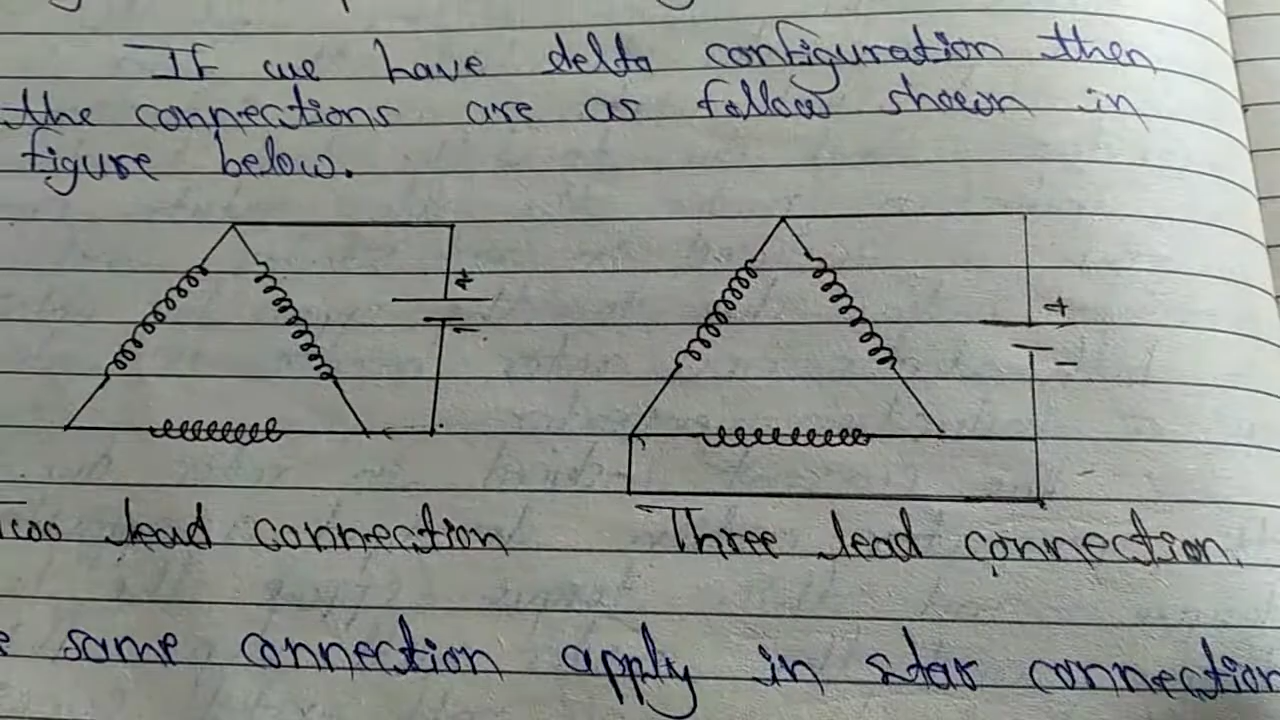 If we have delta configuration then
the connections are as follow shown in
figure below.
+
-
+
-
Two lead connection
Three lead connection.
same connection apply in star connection